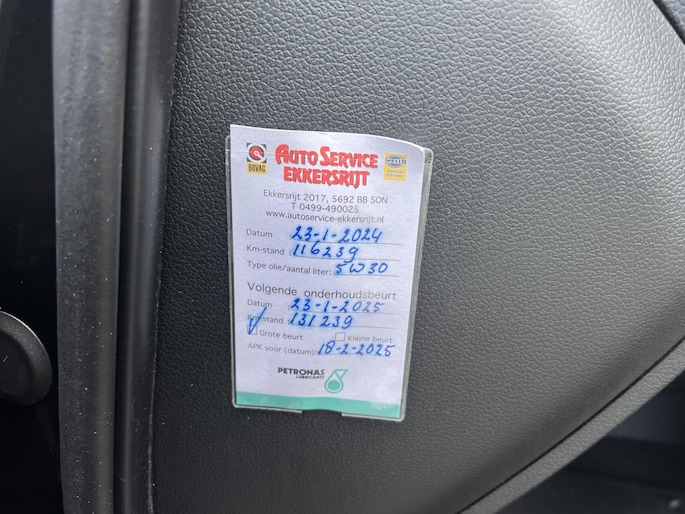 BOVAG
AUTO SERVICE
EKKERSRIJT
HELLA
Ekkersrijt 2017, 5692 BB SON
T 0499-490025
www.autoservice-ekkersrijt.nl
Datum 23-1-2024
Km-stand : 116239
Type olie/aantal liter: 5W30
Volgende onderhoudsbeurt
Datum 23-1-2025
Km-stand : 131239
Grote beurt Kleine beurt
APK voor (datum): 18-2-2025
PETRONAS
LUBRICANTS